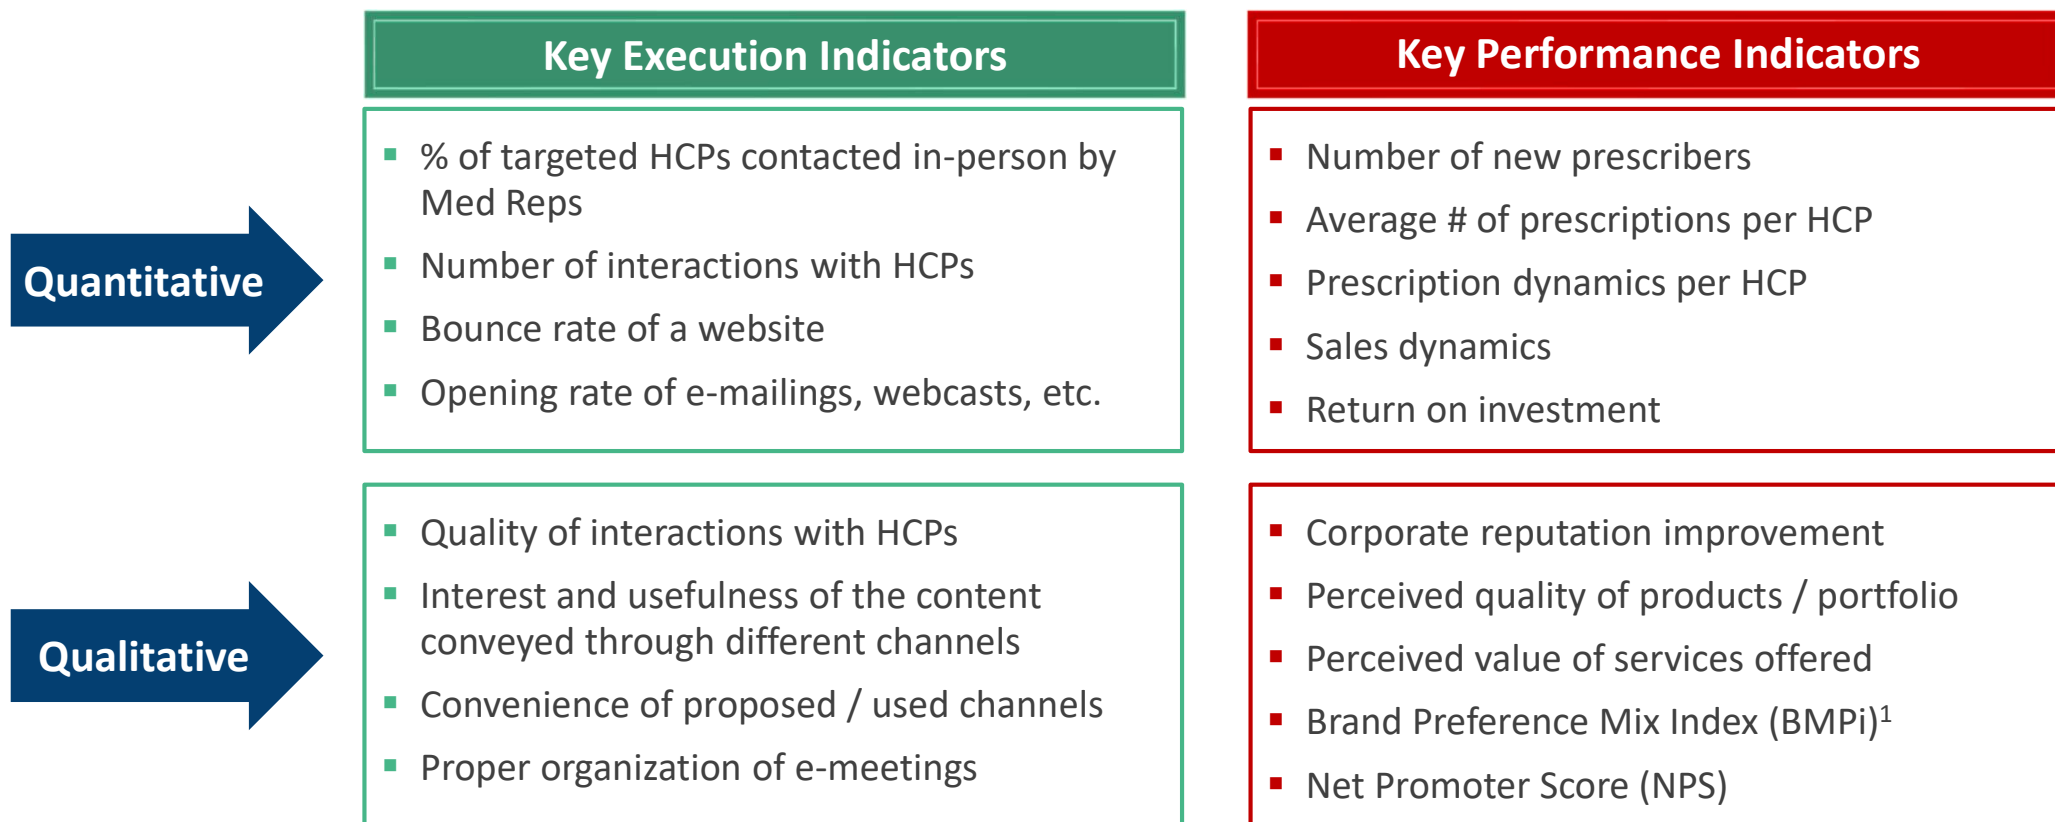 Key Execution Indicators
Key Performance Indicators
Quantitative
▪ % of targeted HCPs contacted in-person by
Med Reps
▪ Number of interactions with HCPs
▪ Bounce rate of a website
▪ Opening rate of e-mailings, webcasts, etc.
▪ Number of new prescribers
▪ Average # of prescriptions per HCP
▪ Prescription dynamics per HCP
▪ Sales dynamics
▪ Return on investment
Qualitative
▪ Quality of interactions with HCPs
▪ Interest and usefulness of the content
conveyed through different channels
▪ Convenience of proposed / used channels
▪ Proper organization of e-meetings
▪ Corporate reputation improvement
▪ Perceived quality of products / portfolio
▪ Perceived value of services offered
▪ Brand Preference Mix Index (BMPi)¹
▪ Net Promoter Score (NPS)